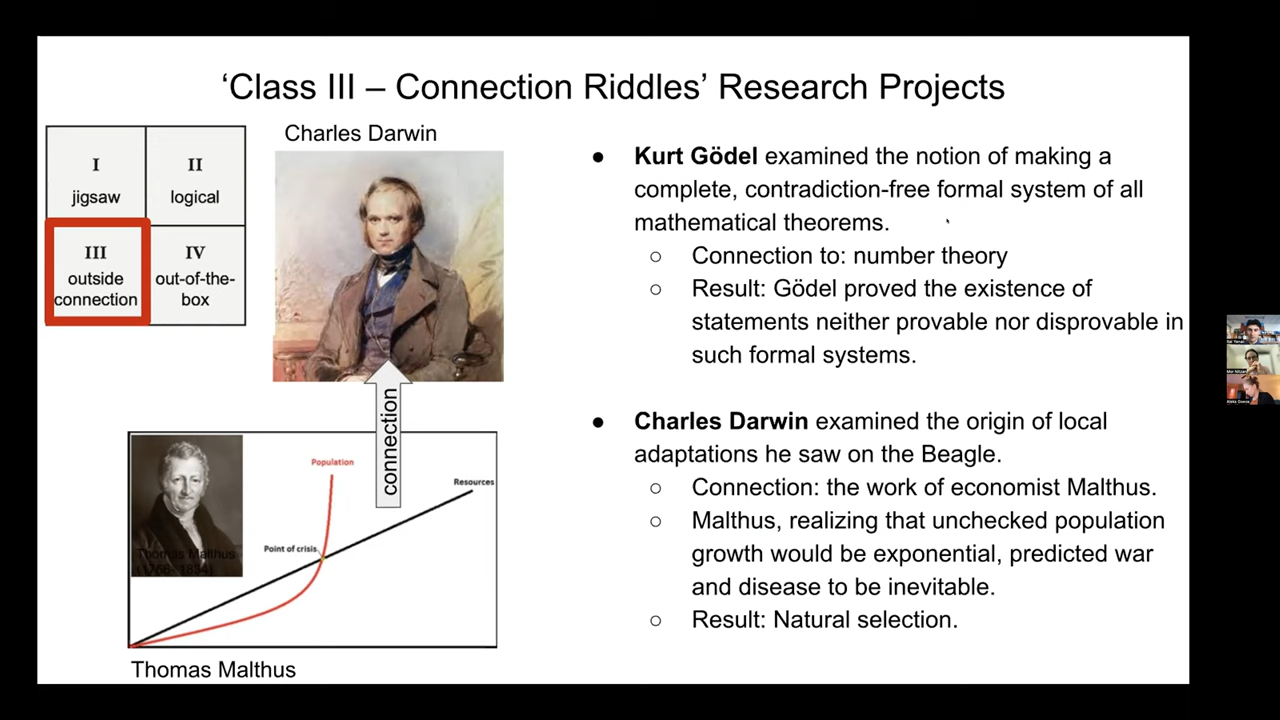 ‘Class III – Connection Riddles’ Research Projects
I
jigsaw
II
logical
III
outside
connection
IV
out-of-the-
box
Charles Darwin
connection
Population
Resources
Point of crisis
Thomas Malthus
(1766-1834)
Thomas Malthus
● Kurt Gödel examined the notion of making a
complete, contradiction-free formal system of all
mathematical theorems.
○ Connection to: number theory
○ Result: Gödel proved the existence of
statements neither provable nor disprovable in
such formal systems.
● Charles Darwin examined the origin of local
adaptations he saw on the Beagle.
○ Connection: the work of economist Malthus.
○ Malthus, realizing that unchecked population
growth would be exponential, predicted war
and disease to be inevitable.
○ Result: Natural selection.